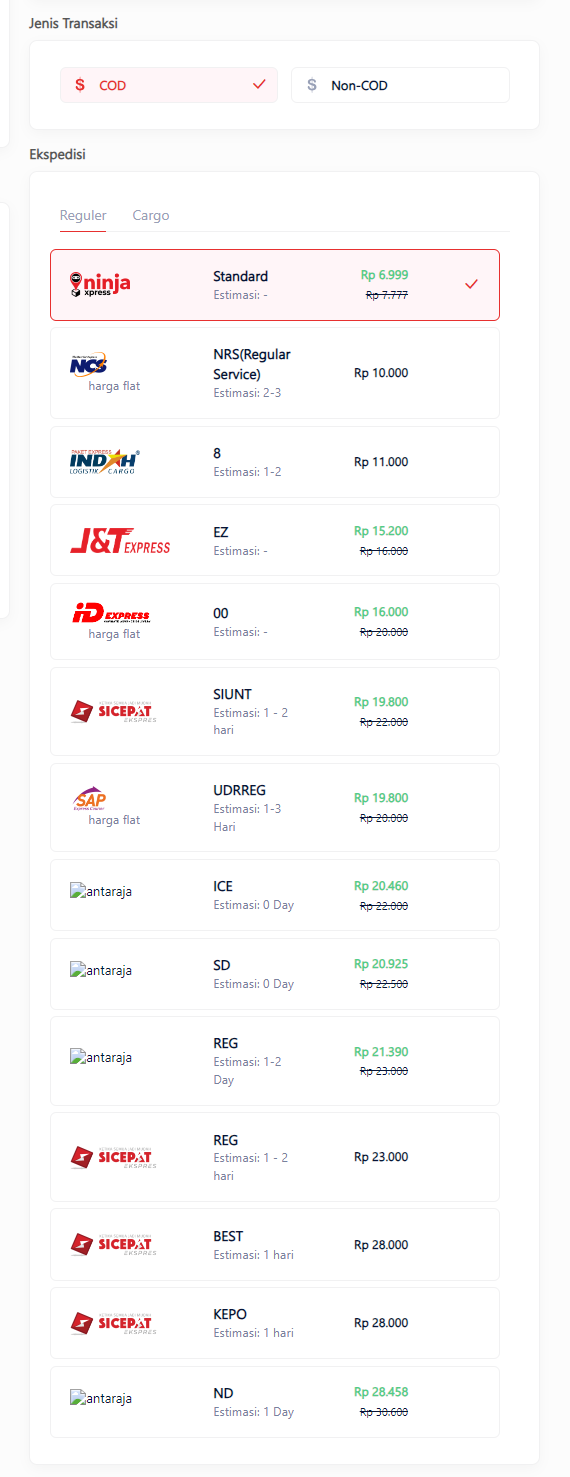 Jenis Transaksi
$ COD
$ Non-COD
Ekspedisi
Reguler Cargo
ninja
xpress
Standard
Estimasi: -
Rp 6.999
Rp 7.777
NCS
harga flat
NRS(Regular
Service)
Estimasi: 2-3
Rp 10.000
PAKET EXPRESS
INDAH
LOGISTIK CARGO
8
Estimasi: 1-2
Rp 11.000
J&T EXPRESS
EZ
Estimasi: -
Rp 15.200
Rp 16.000
iD EXPRESS
harga flat
00
Estimasi: -
Rp 16.000
Rp 20.000
SICEPAT
EKSPRES
SIUNT
Estimasi: 1 - 2
hari
Rp 19.800
Rp 22.000
SAP
harga flat
UDRREG
Estimasi: 1-3
Hari
Rp 19.800
Rp 20.000
antaraja
ICE
Estimasi: 0 Day
Rp 20.460
Rp 22.000
antaraja
SD
Estimasi: 0 Day
Rp 20.925
Rp 22.500
antaraja
REG
Estimasi: 1-2
Day
Rp 21.390
Rp 23.000
SICEPAT
EKSPRES
REG
Estimasi: 1 - 2
hari
Rp 23.000
SICEPAT
EKSPRES
BEST
Estimasi: 1 hari
Rp 28.000
SICEPAT
EKSPRES
KEPO
Estimasi: 1 hari
Rp 28.000
antaraja
ND
Estimasi: 1 Day
Rp 28.458
Rp 30.600